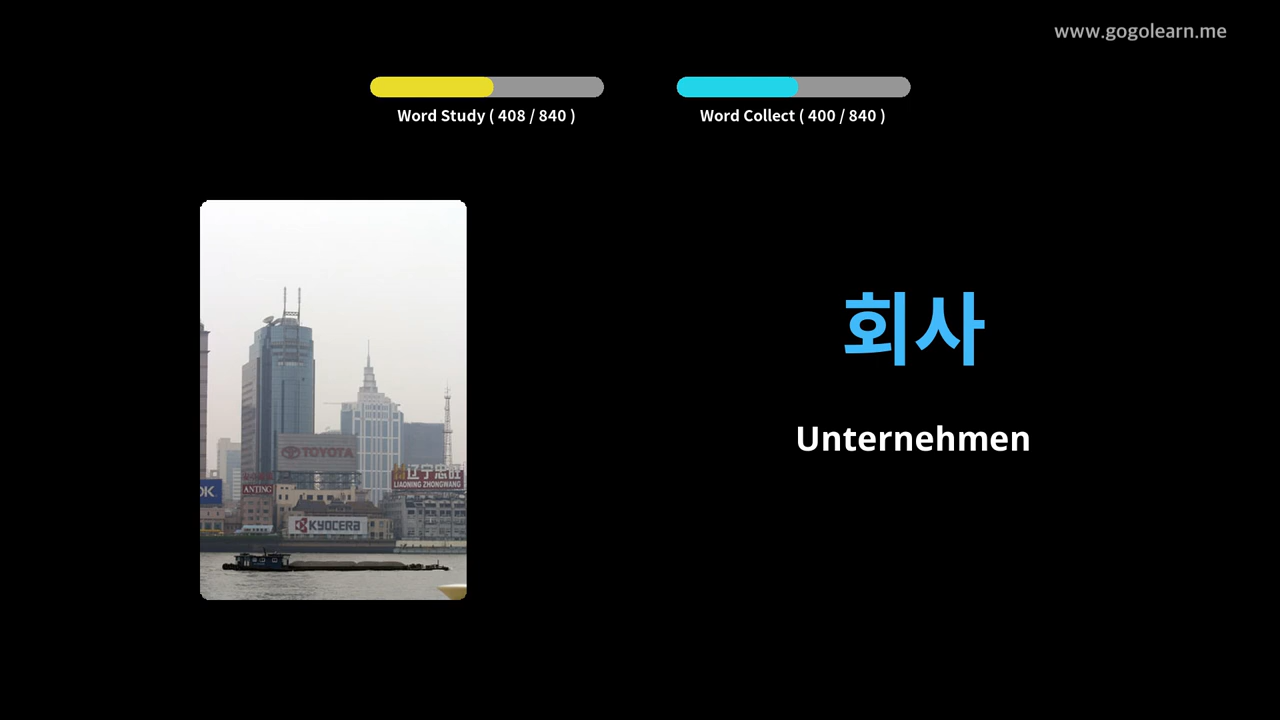 www.gogolearn.me
Word Study ( 408 / 840 )
Word Collect ( 400 / 840 )
회사
Unternehmen
TOYOTA
辽宁忠旺
LIAONING ZHONGWANG
ANTING
KYOCERA